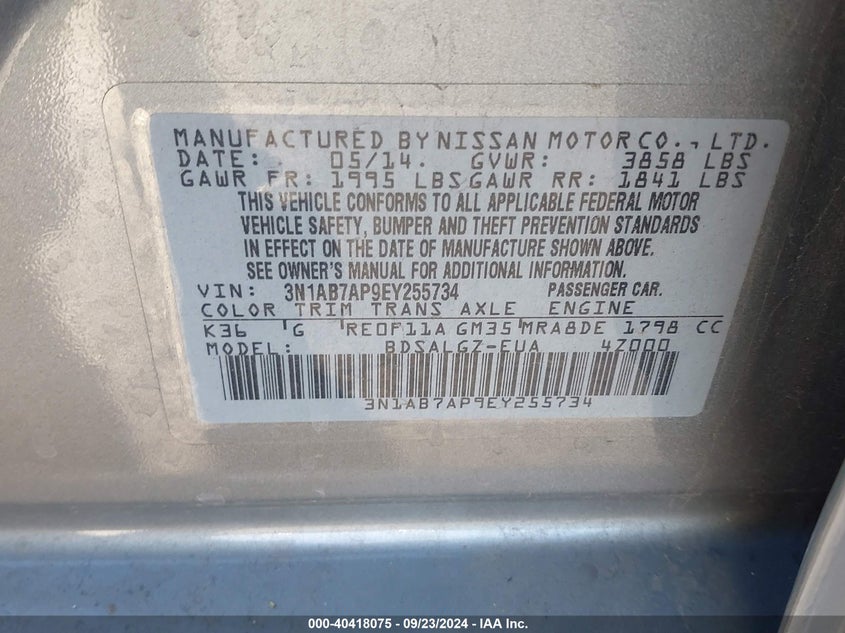 MANUFACTURED BY NISSAN MOTOR CO., LTD.
DATE: 05/14. GVWR: 3858 LBS
GAWR FR: 1995 LBS GAWR RR: 1841 LBS
THIS VEHICLE CONFORMS TO ALL APPLICABLE FEDERAL MOTOR
VEHICLE SAFETY, BUMPER AND THEFT PREVENTION STANDARDS
IN EFFECT ON THE DATE OF MANUFACTURE SHOWN ABOVE.
SEE OWNER'S MANUAL FOR ADDITIONAL INFORMATION.
VIN: 3N1AB7AP9EY255734 PASSENGER CAR.
COLOR TRIM TRANS AXLE ENGINE
K36 G RE0F11A GM35 MRA8DE 1798 CC
MODEL: BDSALGZ-EUA 4Z000
3N1AB7AP9EY255734
000-40418075 - 09/23/2024 - IAA Inc.